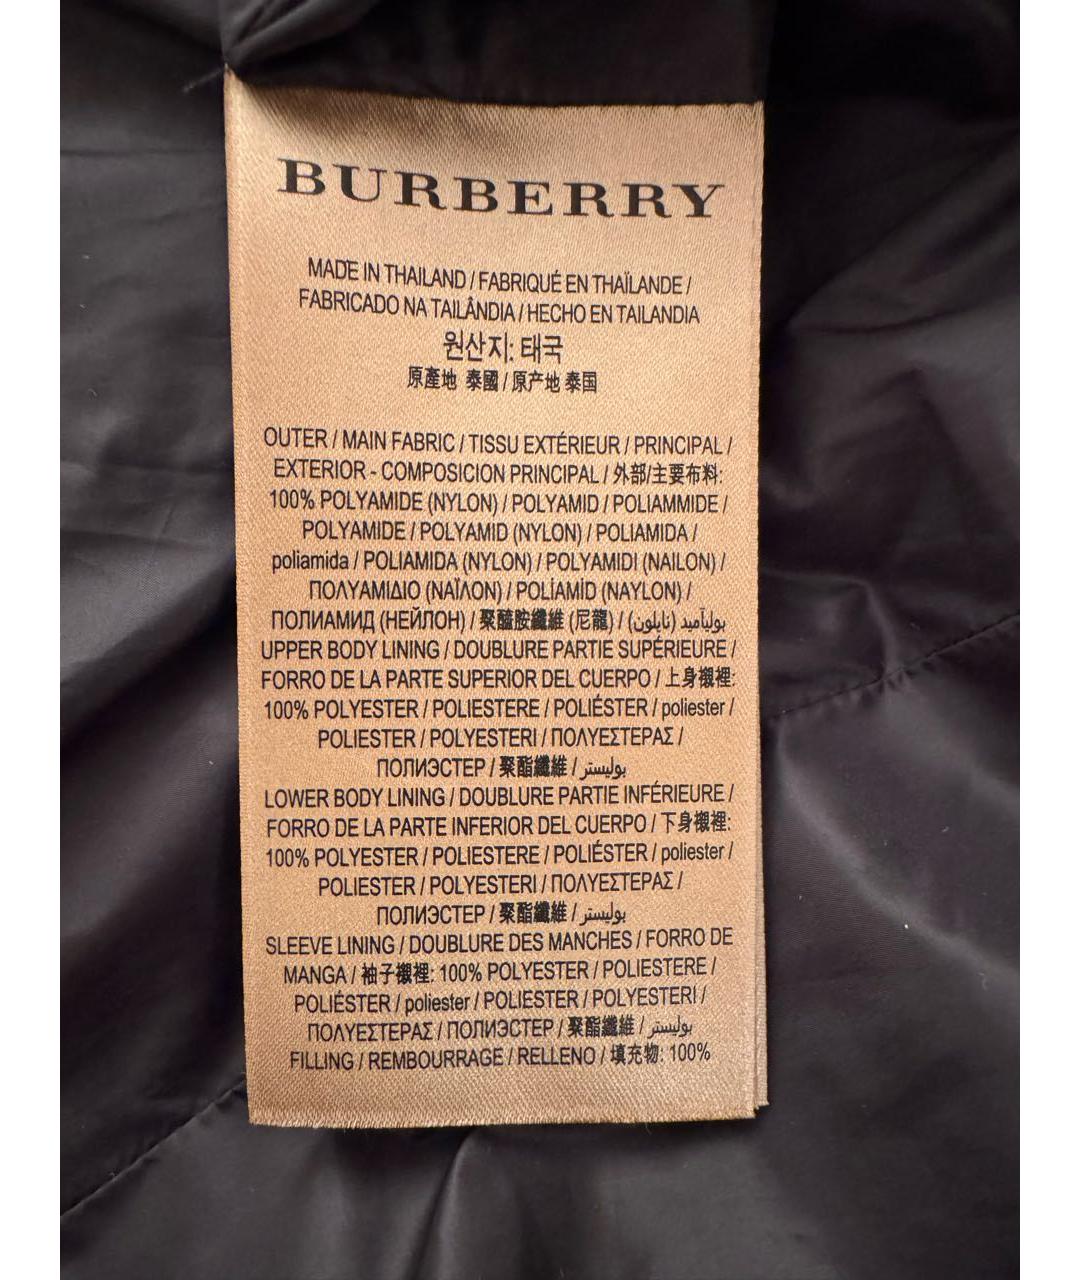 BURBERRY
MADE IN THAILAND / FABRIQUÉ EN THAÏLANDE /
FABRICADO NA TAILÂNDIA / HECHO EN TAILANDIA
원산지: 태국
原產地 泰國 / 原产地 泰国
OUTER / MAIN FABRIC / TISSU EXTÉRIEUR / PRINCIPAL /
EXTERIOR - COMPOSICION PRINCIPAL / 外部/主要布料:
100% POLYAMIDE (NYLON) / POLYAMID / POLIAMMIDE /
POLYAMIDE / POLYAMID (NYLON) / POLIAMIDA /
poliamida / POLIAMIDA (NYLON) / POLYAMIDI (NAILON) /
ΠΟΛΥΑΜΙΔΙΟ (ΝΑΪΛΟΝ) / POLİAMİD (NAYLON) /
ПОЛИАМИД (НЕЙЛОН) / 聚醯胺纖維 (尼龍) / بوليآميد (نايلون)
UPPER BODY LINING / DOUBLURE PARTIE SUPÉRIEURE /
FORRO DE LA PARTE SUPERIOR DEL CUERPO / 上身襯裡:
100% POLYESTER / POLIESTERE / POLIÉSTER / poliester /
POLIESTER / POLYESTERI / ΠΟΛΥΕΣΤΕΡΑΣ /
ПОЛИЭСТЕР / 聚酯纖維 / بوليستر
LOWER BODY LINING / DOUBLURE PARTIE INFÉRIEURE /
FORRO DE LA PARTE INFERIOR DEL CUERPO / 下身襯裡:
100% POLYESTER / POLIESTERE / POLIÉSTER / poliester /
POLIESTER / POLYESTERI / ΠΟΛΥΕΣΤΕΡΑΣ /
ПОЛИЭСТЕР / 聚酯纖維 / بوليستر
SLEEVE LINING / DOUBLURE DES MANCHES / FORRO DE
MANGA / 袖子襯裡: 100% POLYESTER / POLIESTERE /
POLIÉSTER / poliester / POLIESTER / POLYESTERI /
ΠΟΛΥΕΣΤΕΡΑΣ / ПОЛИЭСТЕР / 聚酯纖維 / بوليستر
FILLING / REMBOURRAGE / RELLENO / 填充物: 100%